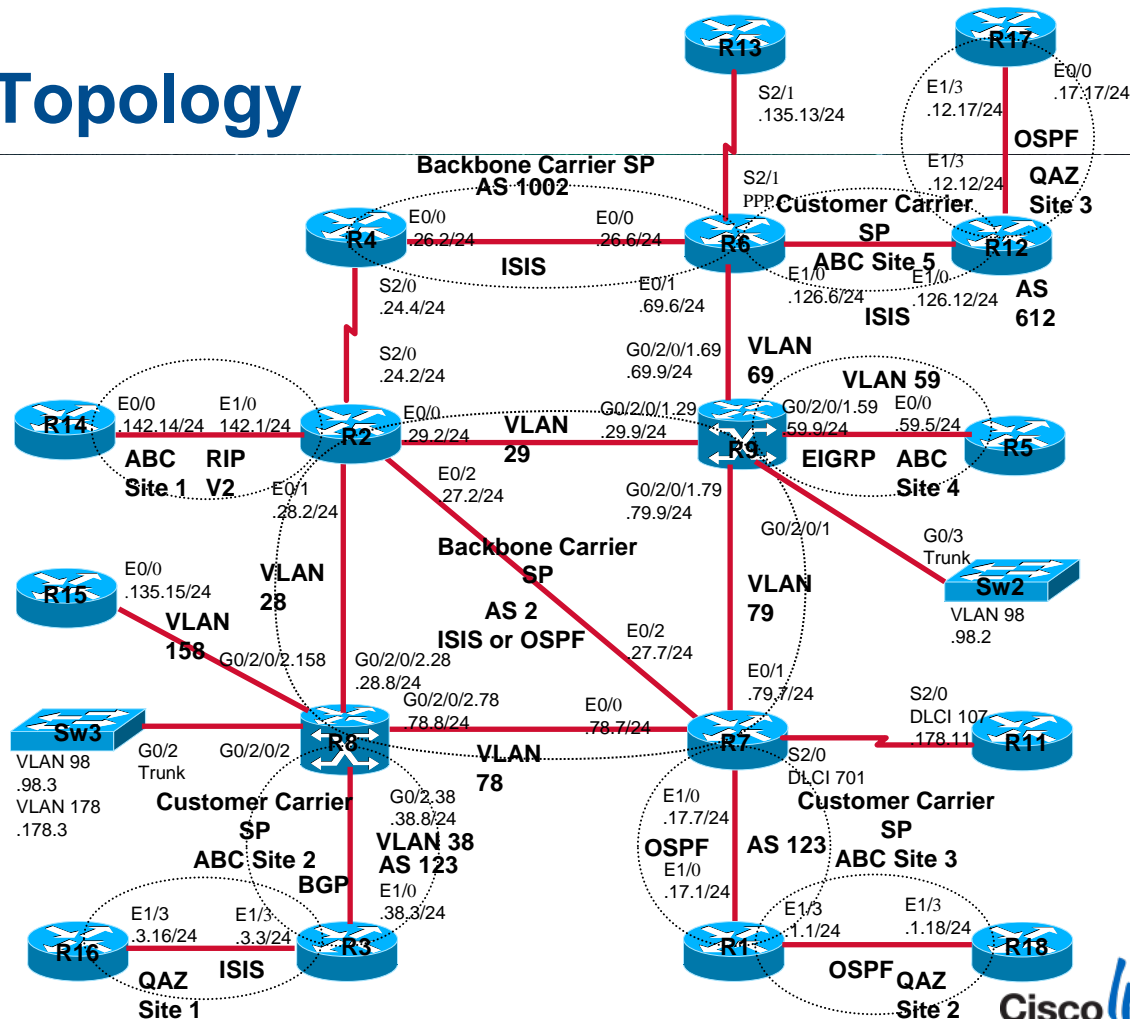 Topology
R13
R17
S2/1
.135.13/24
E1/3
.12.17/24
E0/0
.17.17/24
OSPF
QAZ
Site 3
E1/3
.12.12/24
Backbone Carrier SP
AS 1002
S2/1
PPP
Customer Carrier
SP
ABC Site 5
R4
E0/0
.26.2/24
E0/0
.26.6/24
R6
R12
ISIS
E1/0
.126.6/24
E1/0
.126.12/24
ISIS
AS
612
S2/0
.24.4/24
E0/1
.69.6/24
S2/0
.24.2/24
G0/2/0/1.69
.69.9/24
VLAN
69
VLAN 59
R14
E0/0
.142.14/24
E1/0
142.1/24
R2
E0/0
.29.2/24
VLAN
29
G0/2/0/1.29
.29.9/24
R9
G0/2/0/1.59
.59.9/24
E0/0
.59.5/24
R5
ABC
Site 1
RIP
V2
EIGRP
ABC
Site 4
E0/1
.28.2/24
E0/2
.27.2/24
G0/2/0/1.79
.79.9/24
G0/2/0/1
G0/3
Trunk
Sw2
VLAN 98
.98.2
Backbone Carrier
SP
AS 2
ISIS or OSPF
VLAN
28
VLAN
79
R15
E0/0
.135.15/24
VLAN
158
G0/2/0/2.158
G0/2/0/2.28
.28.8/24
E0/2
.27.7/24
E0/1
.79.7/24
G0/2/0/2.78
.78.8/24
E0/0
.78.7/24
VLAN
78
R8
R7
S2/0
DLCI 107
.178.11
R11
S2/0
DLCI 701
Sw3
G0/2
Trunk
G0/2/0/2
VLAN 98
.98.3
VLAN 178
.178.3
Customer Carrier
SP
ABC Site 2
G0/2.38
.38.8/24
VLAN 38
AS 123
BGP
E1/0
.38.3/24
E1/0
.17.7/24
OSPF
AS 123
E1/0
.17.1/24
Customer Carrier
SP
ABC Site 3
R16
E1/3
.3.16/24
E1/3
.3.3/24
R3
ISIS
QAZ
Site 1
R1
E1/3
.1.1/24
E1/3
.1.18/24
R18
OSPF
QAZ
Site 2
Cisco